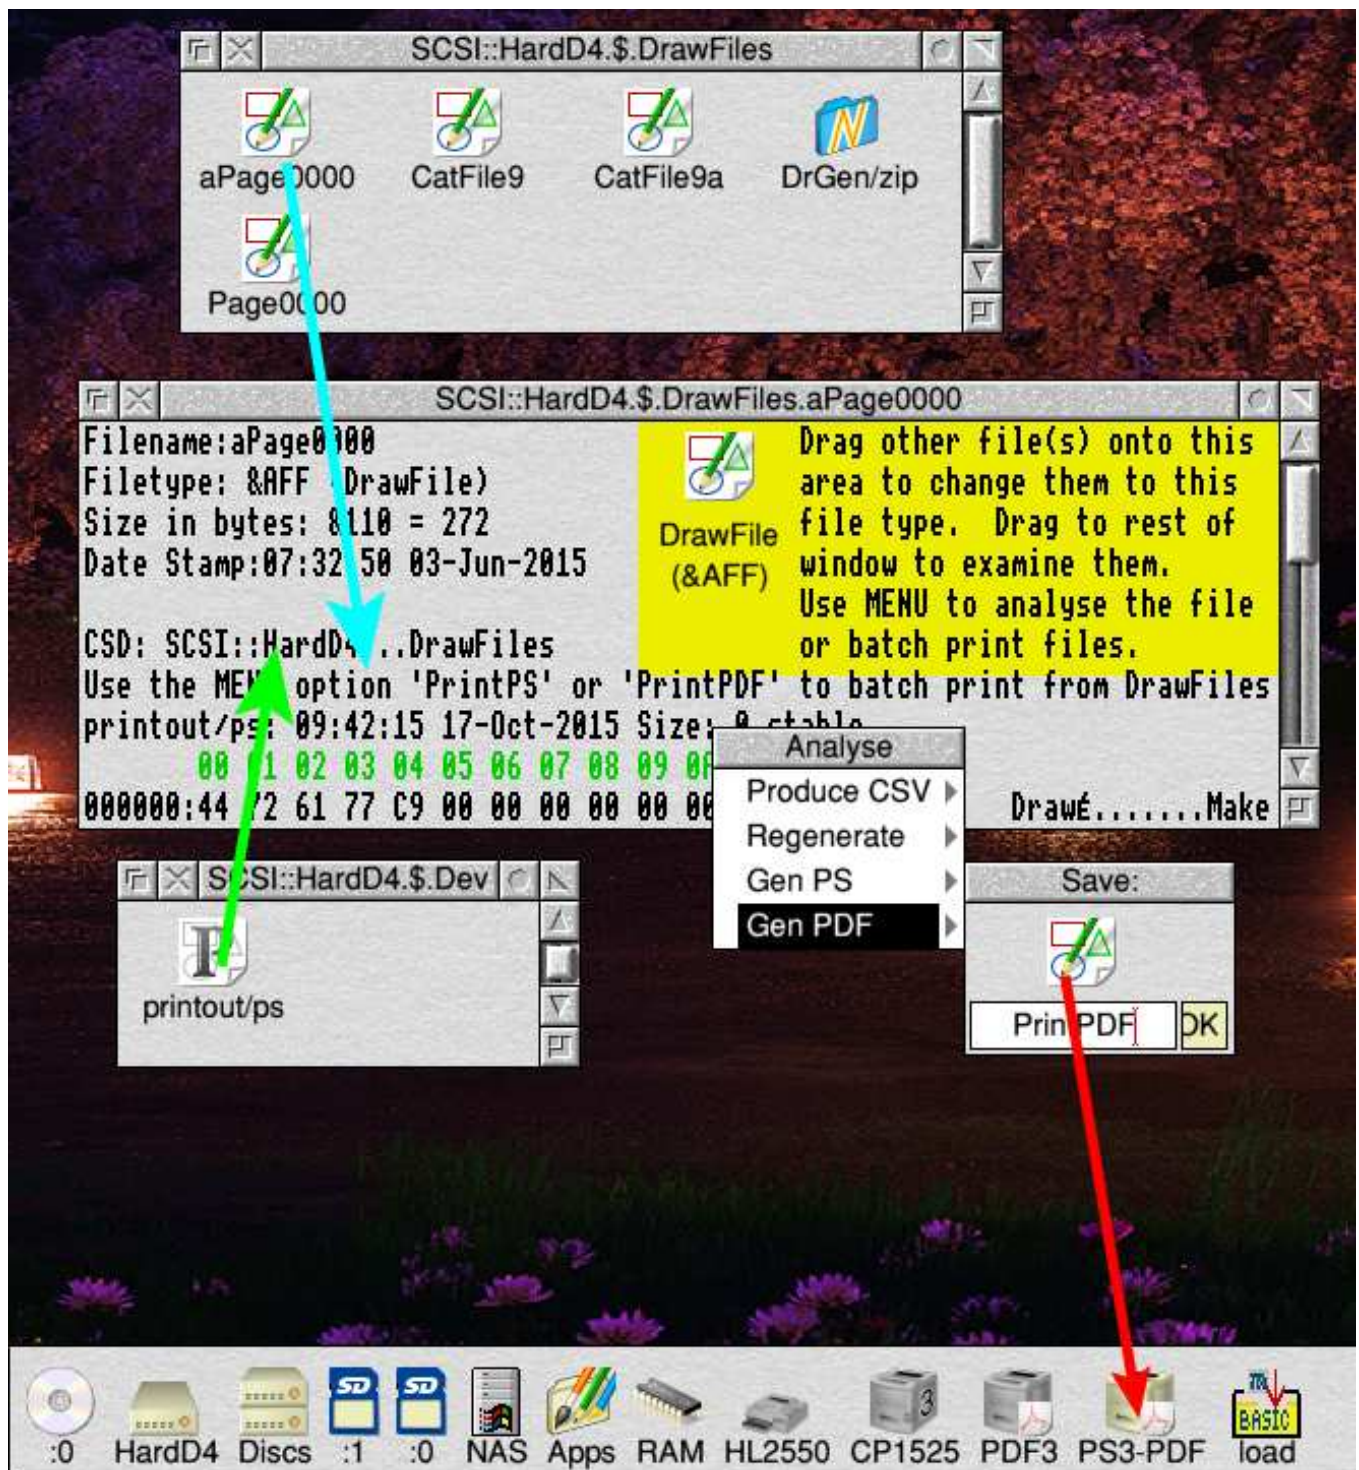 SCSI::HardD4.$.DrawFiles
aPage0000 CatFile9 CatFile9a DrGen/zip
Page0000
SCSI::HardD4.$.DrawFiles.aPage0000
Filename:aPage0000
Filetype: &AFF (DrawFile)
Size in bytes: &110 = 272
Date Stamp:07:32:50 03-Jun-2015
CSD: SCSI::HardD4.$.DrawFiles
Use the MENU option 'PrintPS' or 'PrintPDF' to batch print from DrawFiles
printout/ps: 09:42:15 17-Oct-2015 Size: 0 stable
00 01 02 03 04 05 06 07 08 09
000000:44 72 61 77 C9 00 00 00 00 00 00 DrawÉ.......Make
DrawFile
(&AFF)
Drag other file(s) onto this
area to change them to this
file type. Drag to rest of
window to examine them.
Use MENU to analyse the file
or batch print files.
Analyse
Produce CSV
Regenerate
Gen PS
Gen PDF
Save:
PrintPDF OK
SCSI::HardD4.$.Dev
printout/ps
SD SD 3 BASIC
:0 HardD4 Discs :1 :0 NAS Apps RAM HL2550 CP1525 PDF3 PS3-PDF load